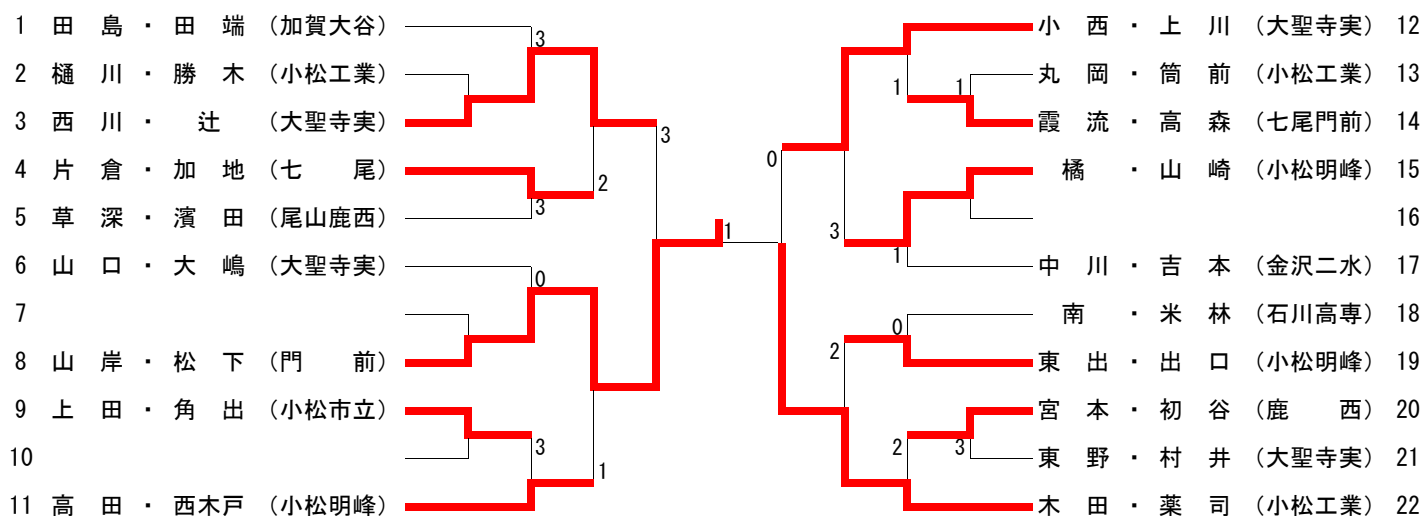 1 田島・田端（加賀大谷）
2 樋川・勝木（小松工業）
3 西川・辻（大聖寺実）
4 片倉・加地（七尾）
5 草深・濱田（尾山鹿西）
6 山口・大嶋（大聖寺実）
7
8 山岸・松下（門前）
9 上田・角出（小松市立）
10
11 高田・西木戸（小松明峰）
3
3
2
3
0
3
1
1
0
1
1
3
1
0
2
2
3
小西・上川（大聖寺実） 12
丸岡・筒前（小松工業） 13
霞流・高森（七尾門前） 14
橘・山崎（小松明峰） 15
16
中川・吉本（金沢二水） 17
南・米林（石川高専） 18
東出・出口（小松明峰） 19
宮本・初谷（鹿西） 20
東野・村井（大聖寺実） 21
木田・薬司（小松工業） 22